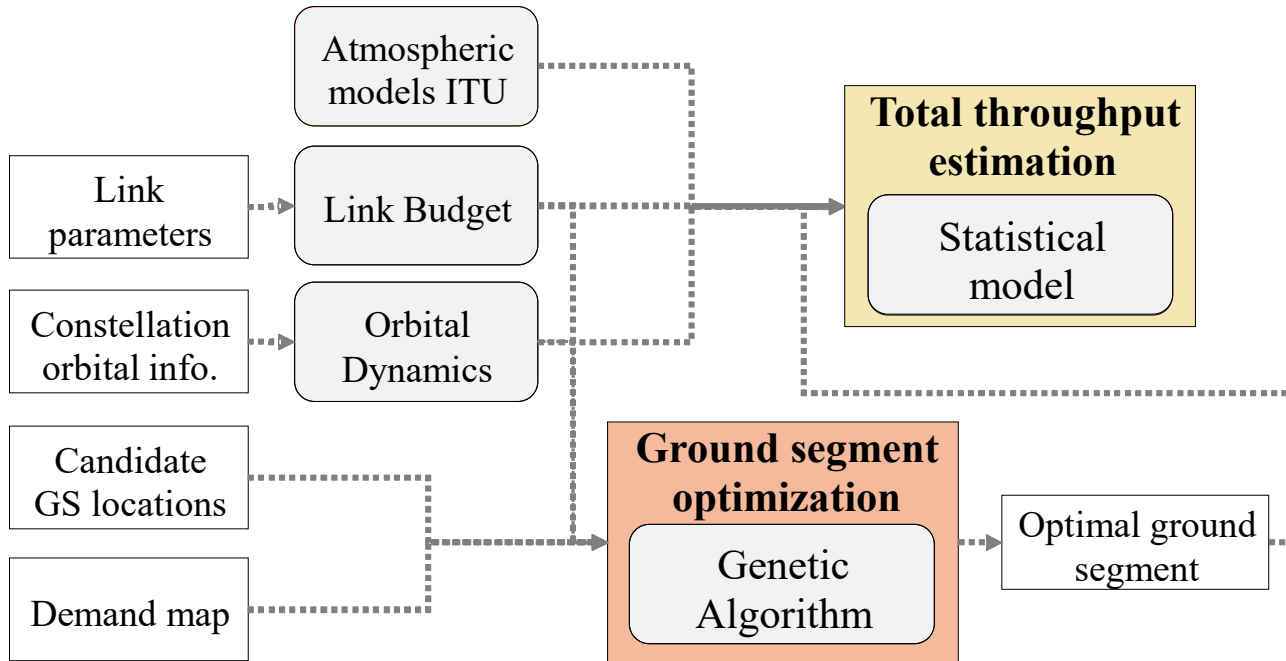 Atmospheric
models ITU
Total throughput
estimation
Link
parameters
Link Budget
Statistical
model
Constellation
orbital info.
Orbital
Dynamics
Candidate
GS locations
Ground segment
optimization
Optimal ground
segment
Genetic
Algorithm
Demand map